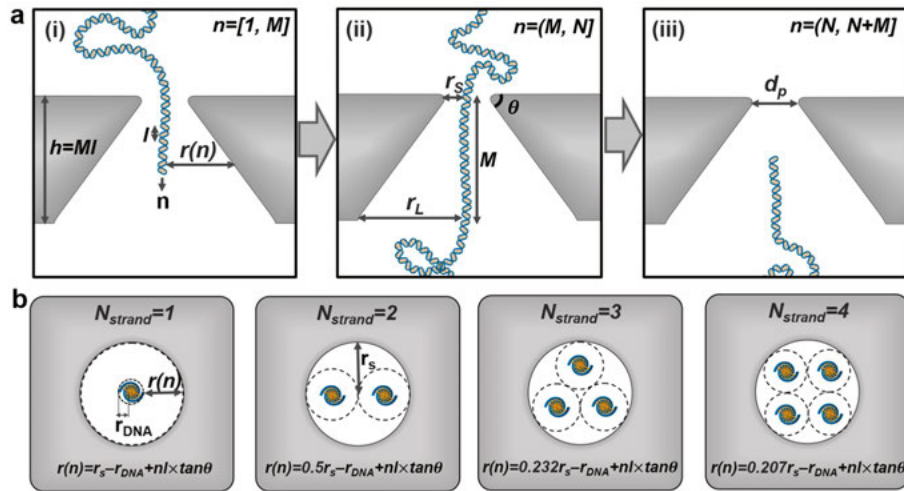 a
(i)
n=[1, M]
h=Ml
l
r(n)
n
(ii)
n=(M, N]
r_S
θ
M
r_L
(iii)
n=(N, N+M]
d_p
b
N_strand=1
r(n)
r_DNA
r(n)=r_s–r_DNA+nl×tanθ
N_strand=2
r_s
r(n)=0.5r_s–r_DNA+nl×tanθ
N_strand=3
r(n)=0.232r_s–r_DNA+nl×tanθ
N_strand=4
r(n)=0.207r_s–r_DNA+nl×tanθ